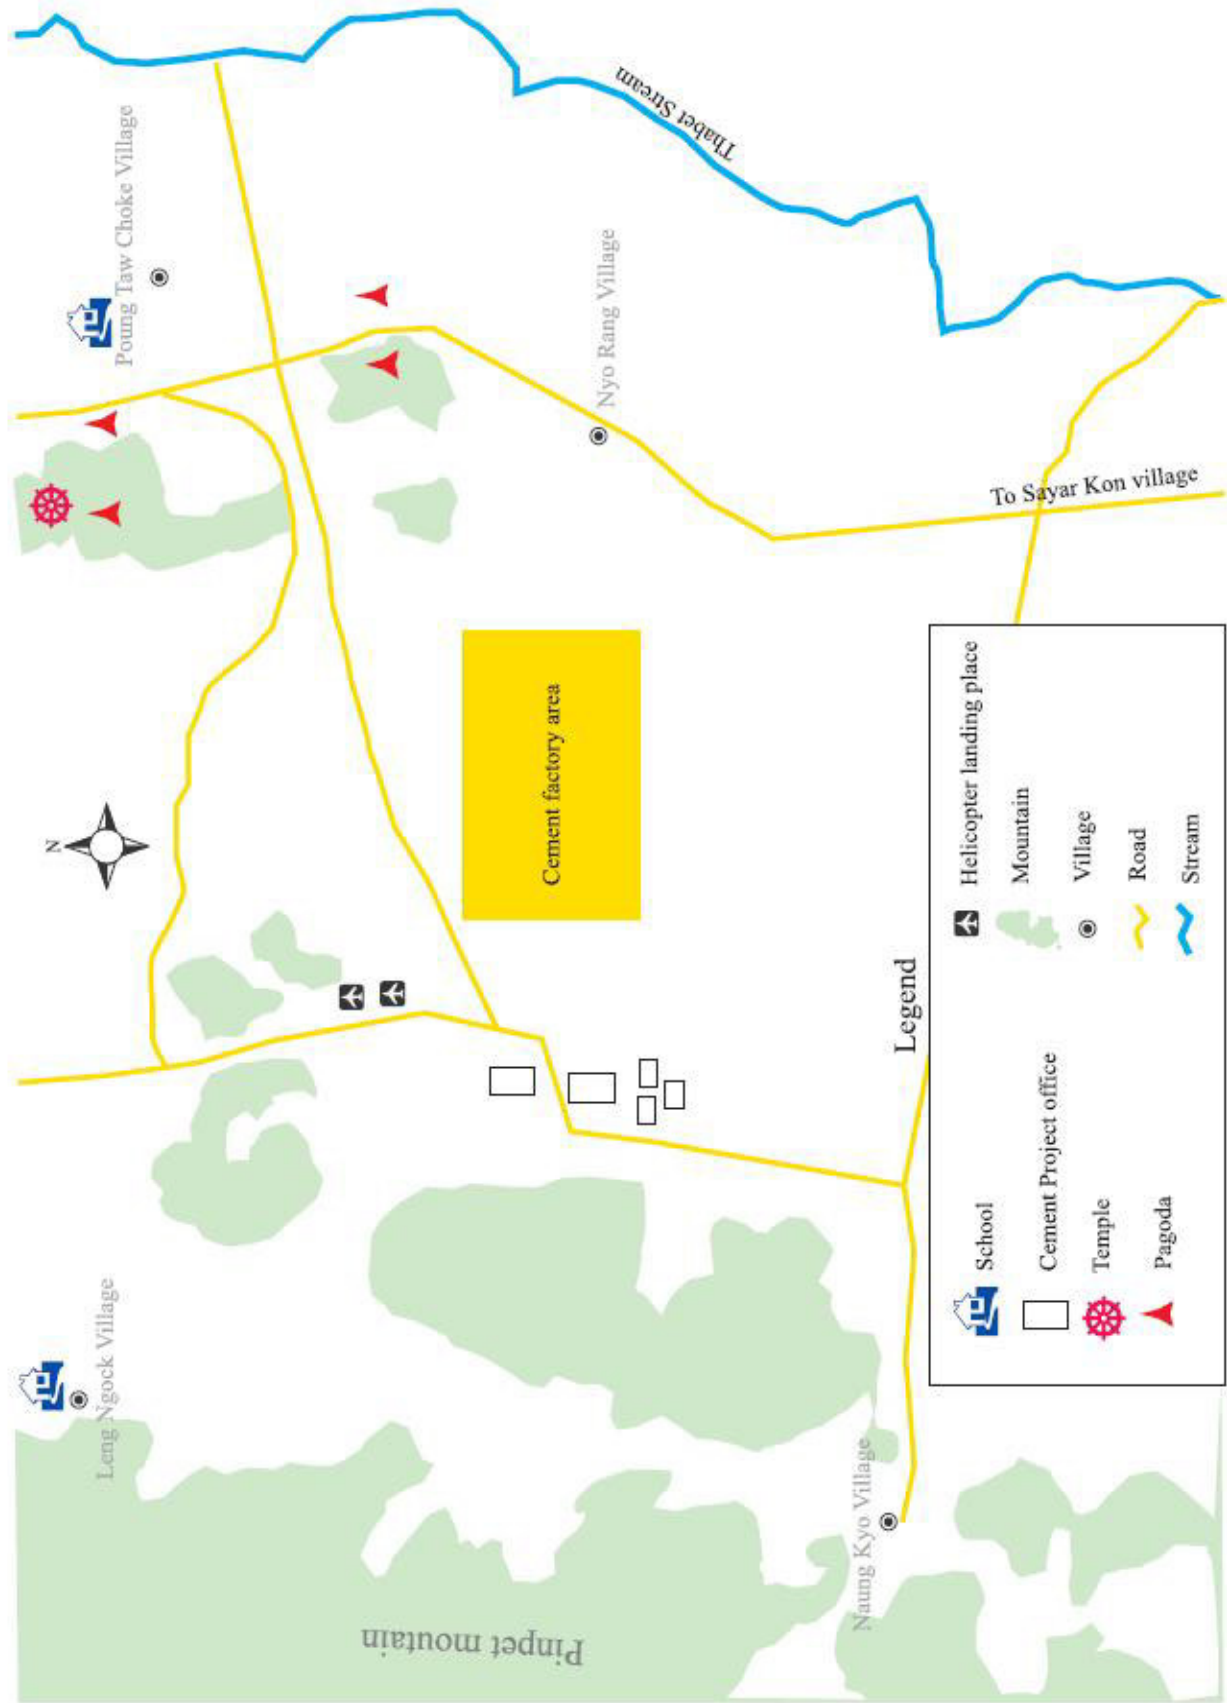 Pinpet moutain
Leng Ngock Village
Naung Kyo Village
N
Cement factory area
Poung Taw Choke Village
Nyo Rang Village
Thabet Stream
To Sayar Kon village
Legend
School
Cement Project office
Temple
Pagoda
Helicopter landing place
Mountain
Village
Road
Stream